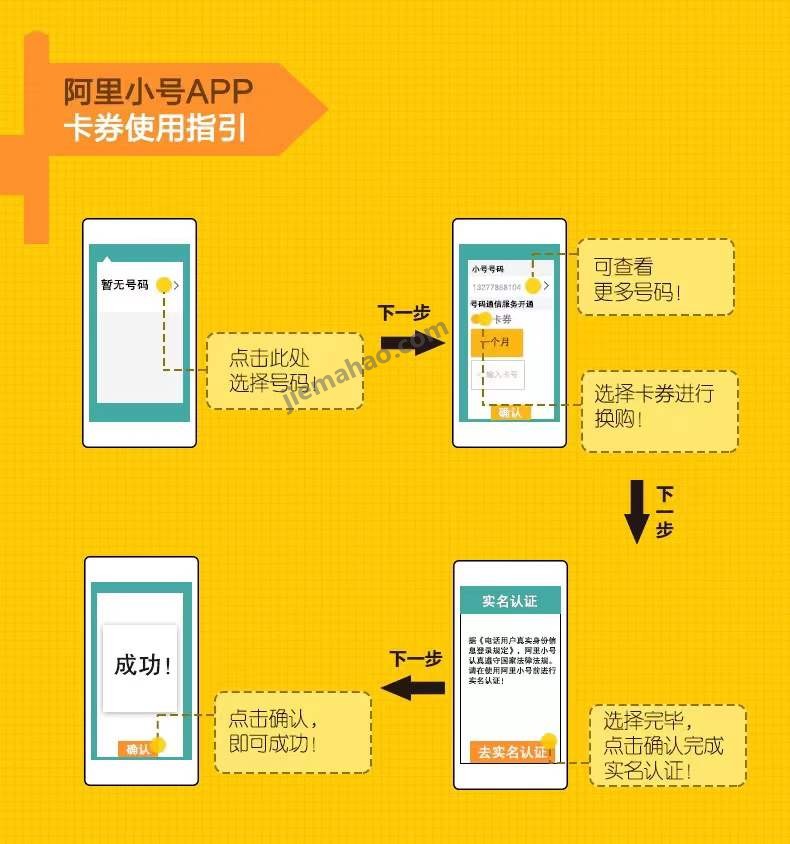 阿里小号APP
卡券使用指引
暂无号码
点击此处
选择号码!
下一步
小号号码
13277888104
号码通信服务开通
卡券
一个月
输入卡号
确认
可查看
更多号码!
选择卡券进行
换购!
jiemahao.com
下一步
实名认证
据《电话用户真实身份信
息登录规定》，阿里小号
认真遵守国家法律法规。
请在使用阿里小号前进行
实名认证!
去实名认证!
选择完毕，
点击确认完成
实名认证!
下一步
成功!
确认
点击确认，
即可成功!